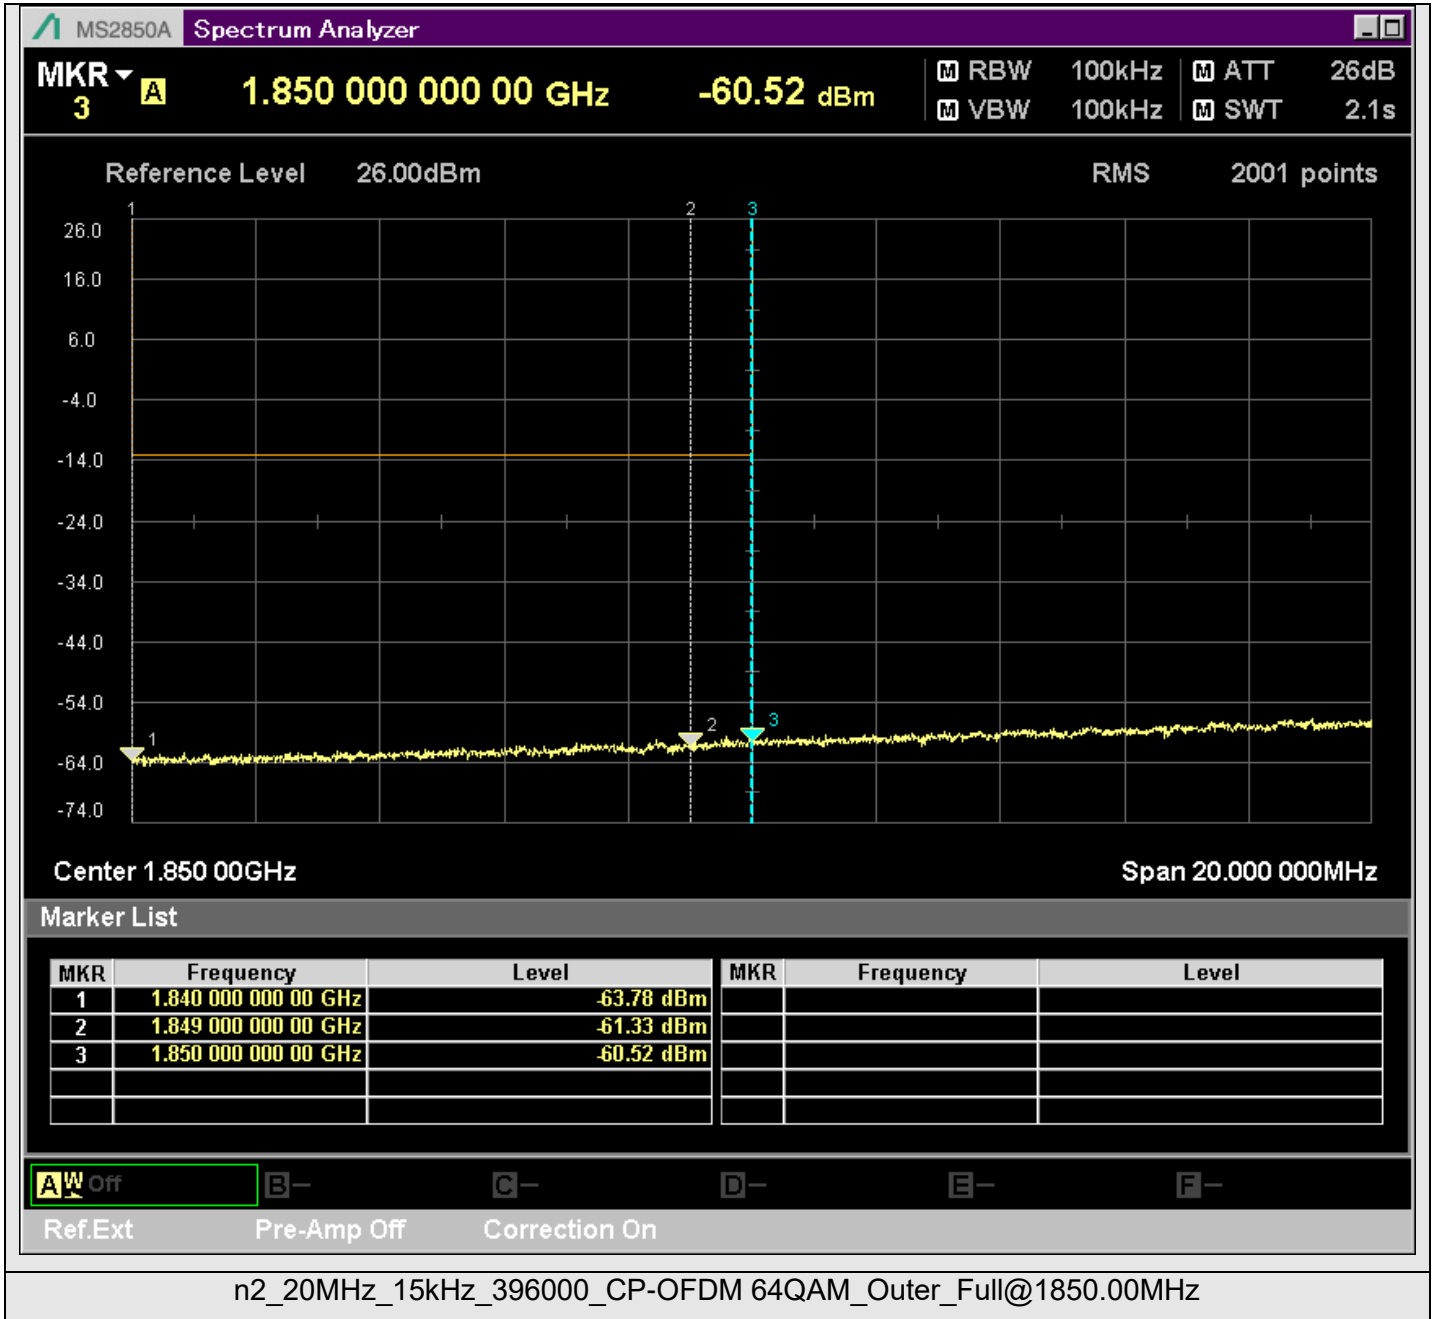 MS2850A Spectrum Analyzer
MKR A 1.850 000 000 00 GHz -60.52 dBm M RBW 100kHz M ATT 26dB
3 M VBW 100kHz M SWT 2.1s
Reference Level 26.00dBm RMS 2001 points
1 2 3
26.0
16.0
6.0
-4.0
-14.0
-24.0
-34.0
-44.0
-54.0
1 2 3
-64.0
-74.0
Center 1.850 00GHz Span 20.000 000MHz
Marker List
MKR Frequency Level MKR Frequency Level
1 1.840 000 000 00 GHz -63.78 dBm
2 1.849 000 000 00 GHz -61.33 dBm
3 1.850 000 000 00 GHz -60.52 dBm
A W Off B- C- D- E- F-
Ref.Ext Pre-Amp Off Correction On
n2_20MHz_15kHz_396000_CP-OFDM 64QAM_Outer_Full@1850.00MHz